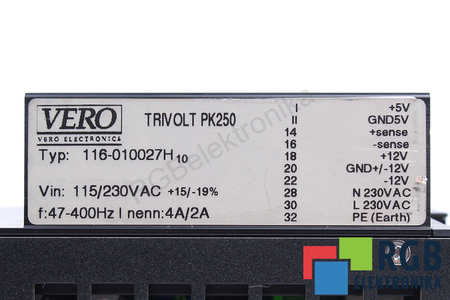 VERO
VERO ELECTRONICS
TRIVOLT PK250
Typ: 116-010027H10
Vin: 115/230VAC +15/-19%
f:47-400Hz I nenn:4A/2A
I +5V
II GND5V
14 +sense
16 -sense
18 +12V
20 GND+/-12V
22 -12V
28 N 230VAC
30 L 230VAC
32 PE (Earth)
RGBelektronika
RGB
ELEKTRONIKA